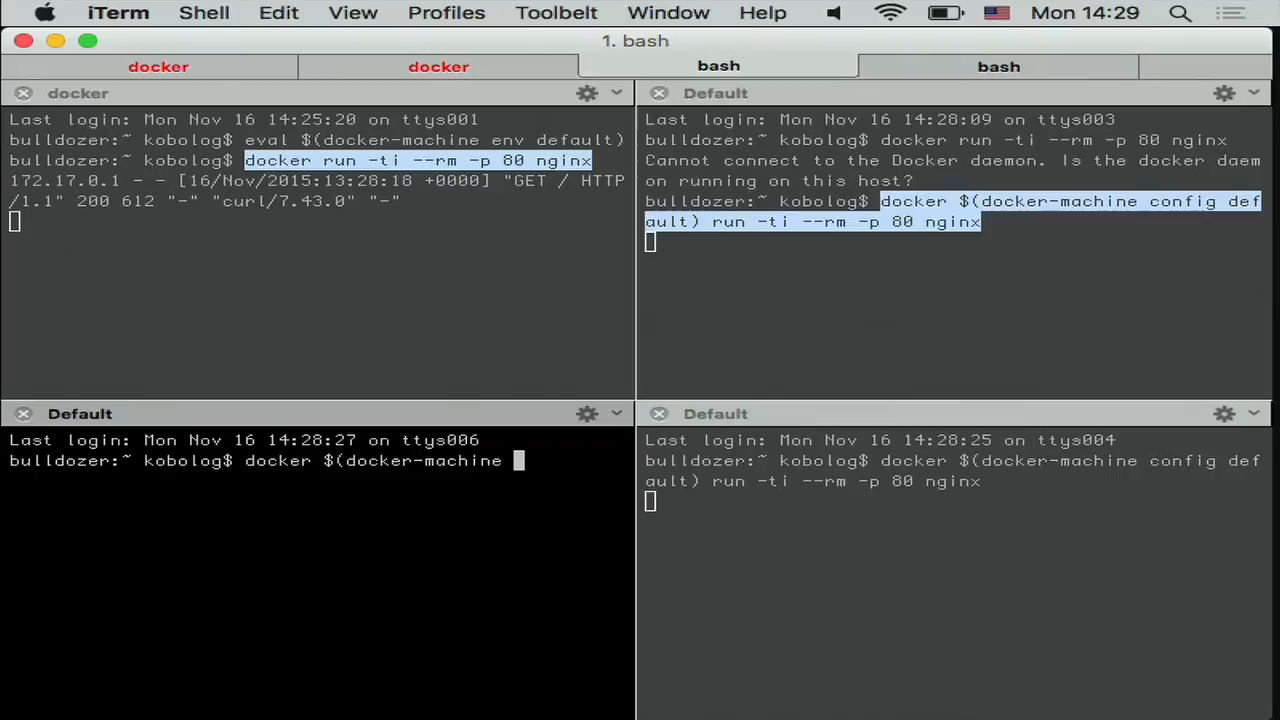 iTerm Shell Edit View Profiles Toolbelt Window Help Mon 14:29
1. bash
docker docker bash bash
docker
Last login: Mon Nov 16 14:25:20 on ttys001
bulldozer:~ kobolog$ eval $(docker-machine env default)
bulldozer:~ kobolog$ docker run -ti --rm -p 80 nginx
172.17.0.1 - - [16/Nov/2015:13:28:18 +0000] "GET / HTTP
/1.1" 200 612 "-" "curl/7.43.0" "-"
Default
Last login: Mon Nov 16 14:28:09 on ttys003
bulldozer:~ kobolog$ docker run -ti --rm -p 80 nginx
Cannot connect to the Docker daemon. Is the docker daem
on running on this host?
bulldozer:~ kobolog$ docker $(docker-machine config def
ault) run -ti --rm -p 80 nginx
Default
Last login: Mon Nov 16 14:28:27 on ttys006
bulldozer:~ kobolog$ docker $(docker-machine
Default
Last login: Mon Nov 16 14:28:25 on ttys004
bulldozer:~ kobolog$ docker $(docker-machine config def
ault) run -ti --rm -p 80 nginx